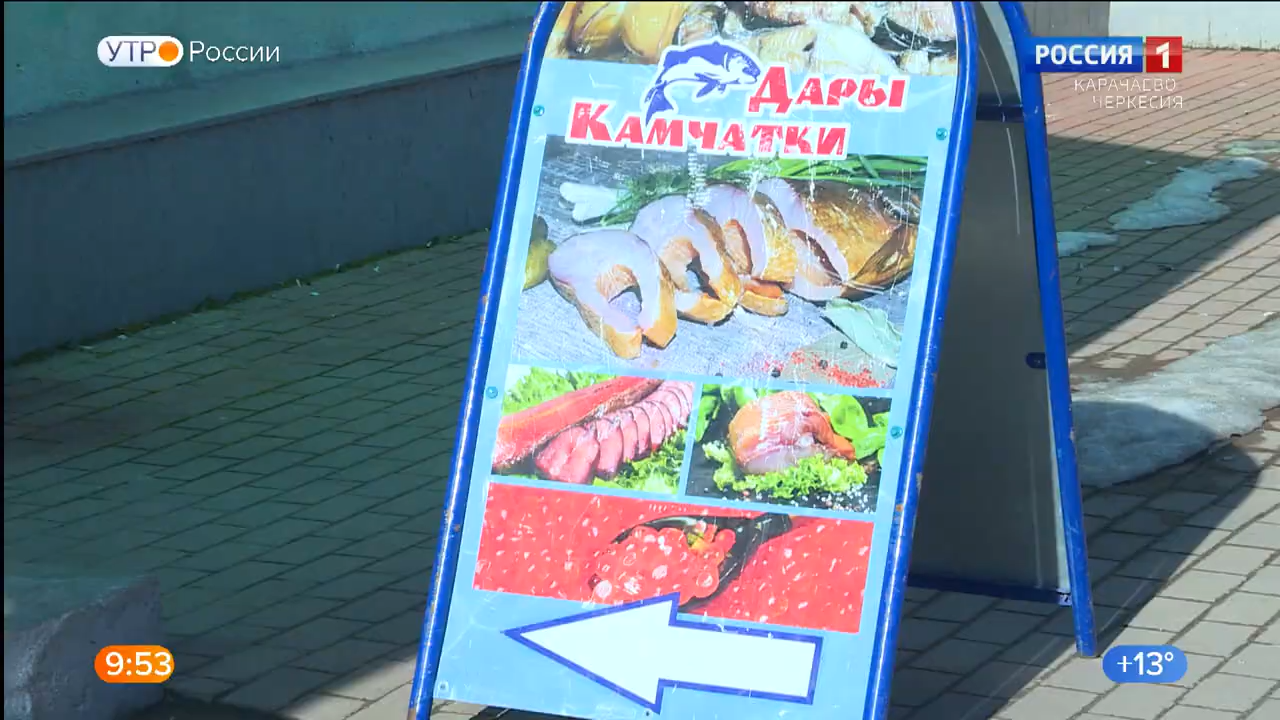 УТРО России
РОССИЯ 1
КАРАЧАЕВО
ЧЕРКЕСИЯ
ДАРЫ
КАМЧАТКИ
9:53
+13°